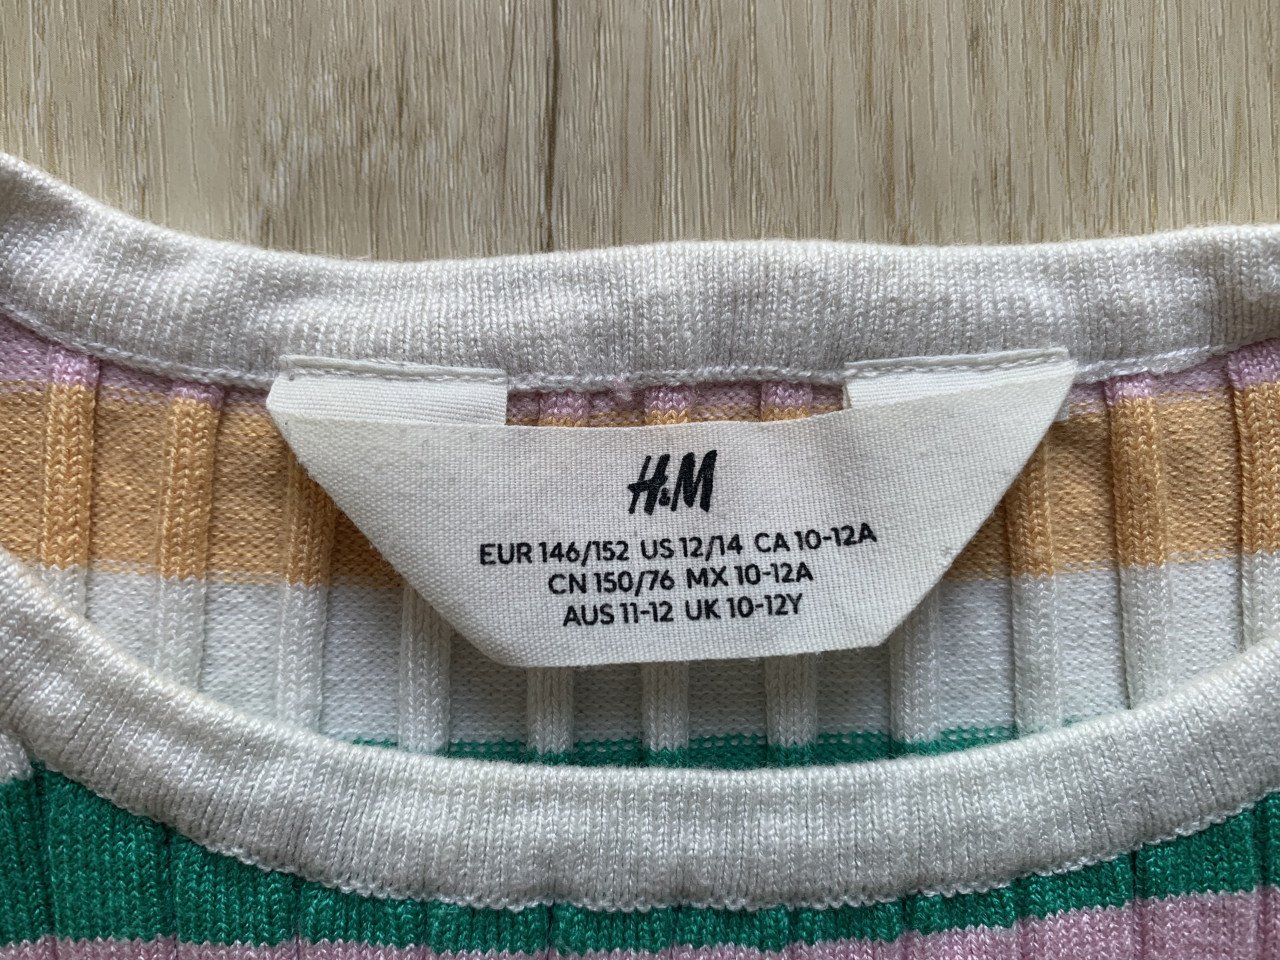 H&M
EUR 146/152 US 12/14 CA 10-12A
CN 150/76 MX 10-12A
AUS 11-12 UK 10-12Y